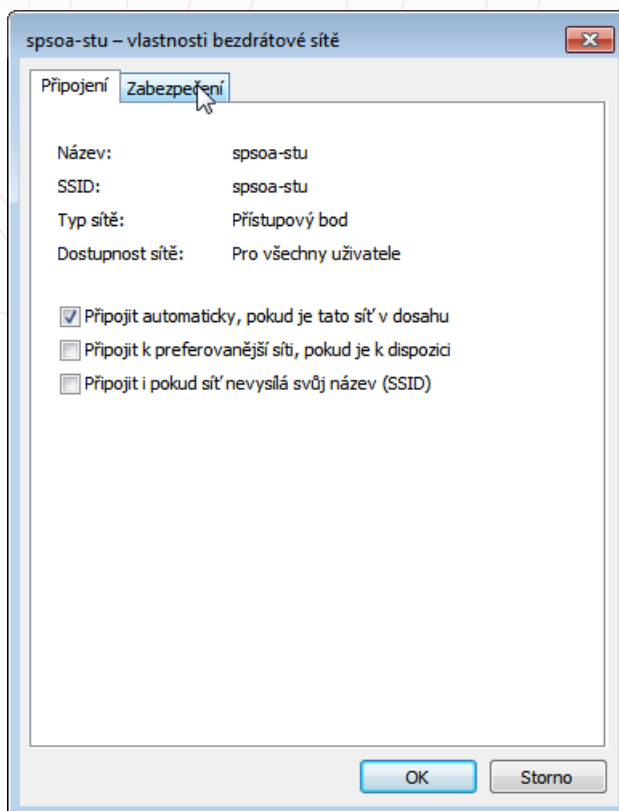 spsoa-stu – vlastnosti bezdrátové sítě
Připojení Zabezpečení
Název: spsoa-stu
SSID: spsoa-stu
Typ sítě: Přístupový bod
Dostupnost sítě: Pro všechny uživatele
Připojit automaticky, pokud je tato síť v dosahu
Připojit k preferovanější síti, pokud je k dispozici
Připojit i pokud síť nevysílá svůj název (SSID)
OK Storno